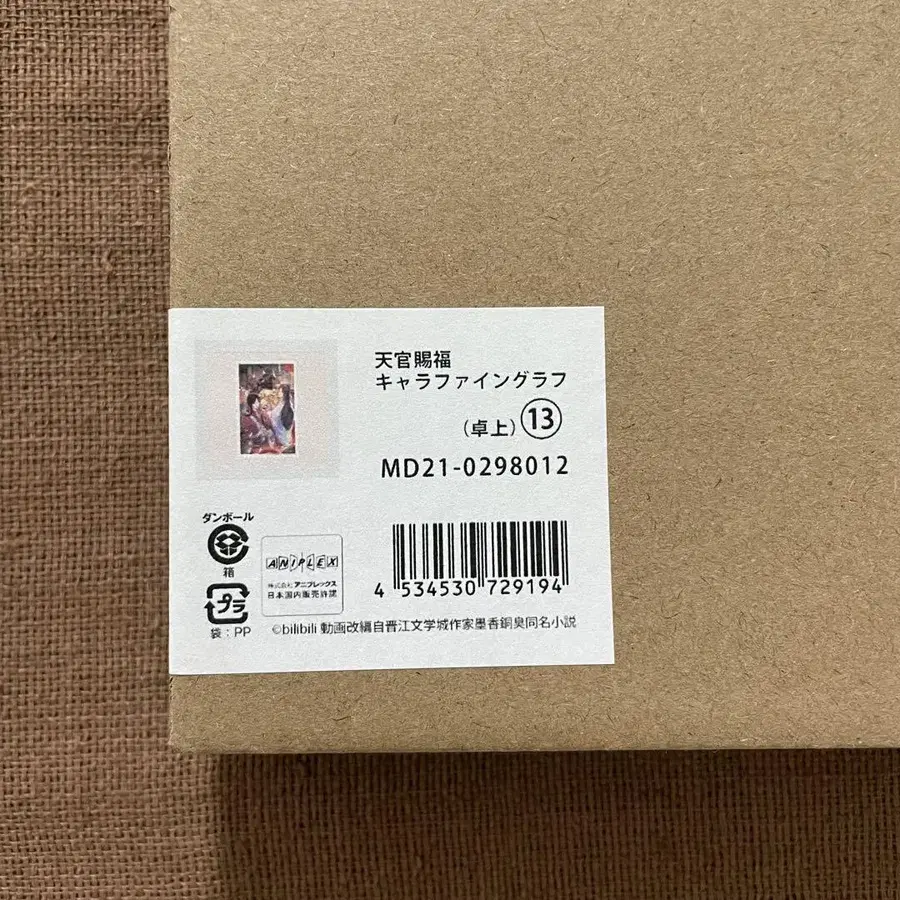 天官賜福
キャラファイングラフ
（卓上）⑬
MD21-0298012
ダンボール
箱
プラ
袋：PP
ANIPLEX
株式会社 アニプレックス
日本国内販売許諾
4 534530 729194
©bilibili 動画改編自晋江文学城作家墨香銅臭同名小説